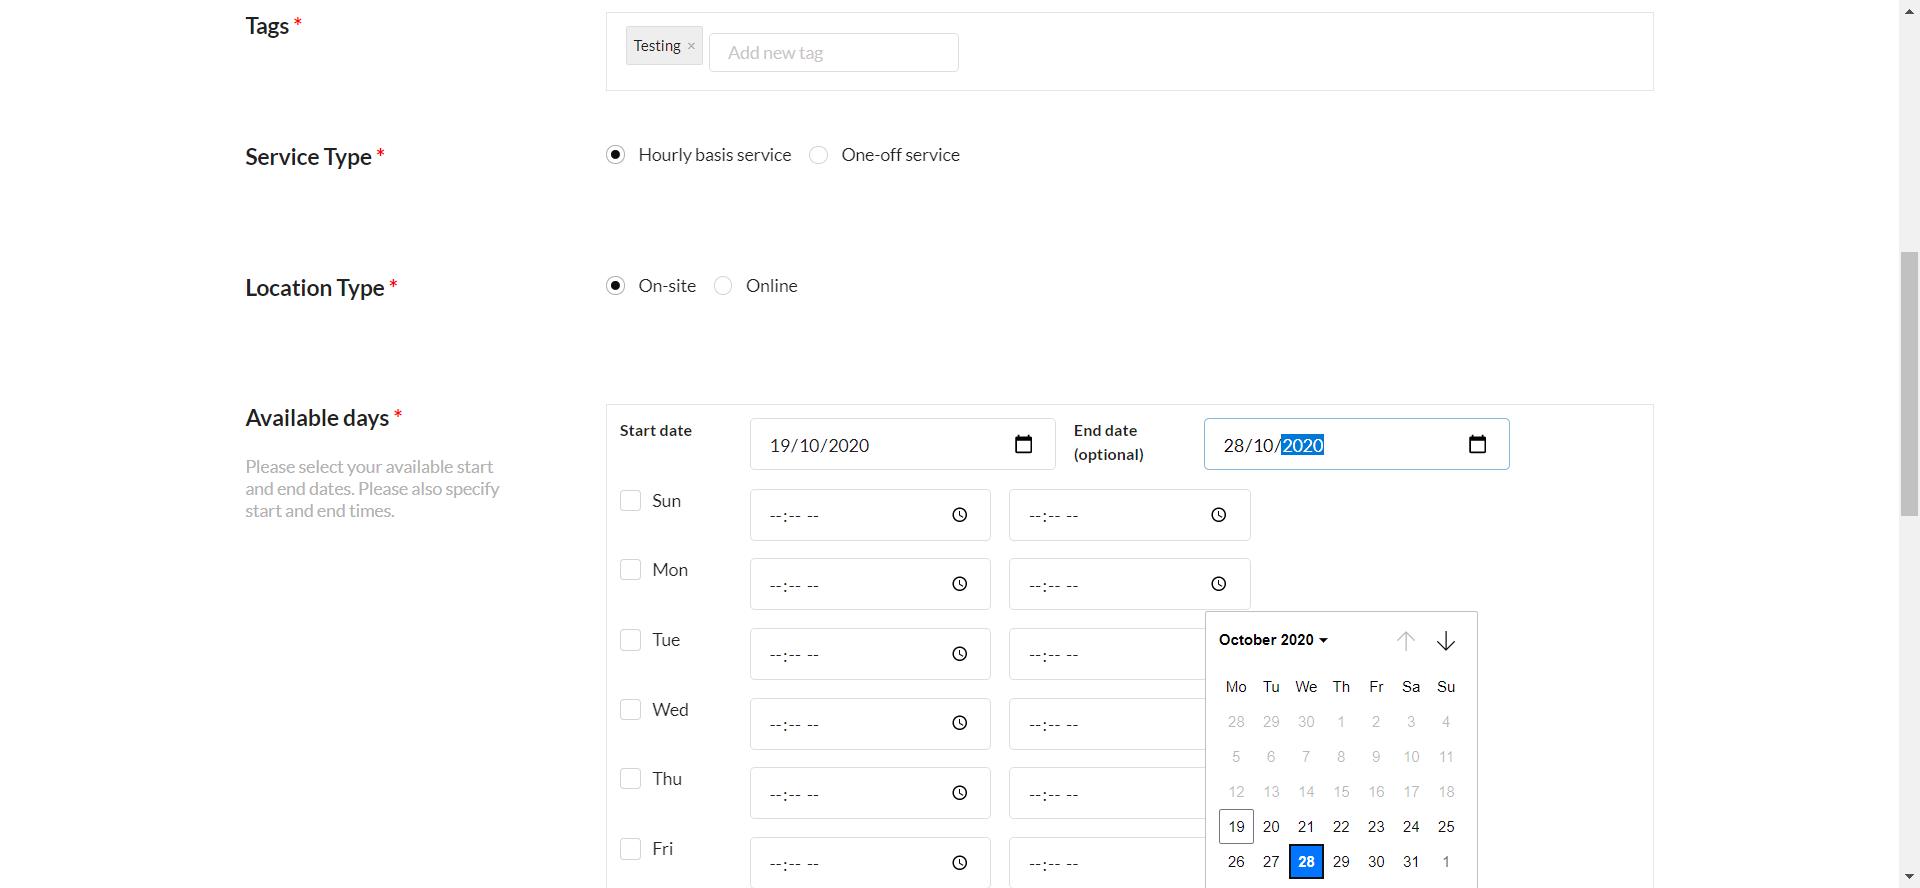 Tags *
Testing ×
Add new tag
Service Type *
Hourly basis service
One-off service
Location Type *
On-site
Online
Available days *
Please select your available start
and end dates. Please also specify
start and end times.
Start date
19/10/2020
End date
(optional)
28/10/2020
Sun
--:-- --
--:-- --
Mon
--:-- --
--:-- --
Tue
--:-- --
--:-- --
Wed
--:-- --
--:-- --
Thu
--:-- --
--:-- --
Fri
--:-- --
--:-- --
October 2020
Mo Tu We Th Fr Sa Su
28 29 30 1 2 3 4
5 6 7 8 9 10 11
12 13 14 15 16 17 18
19 20 21 22 23 24 25
26 27 28 29 30 31 1